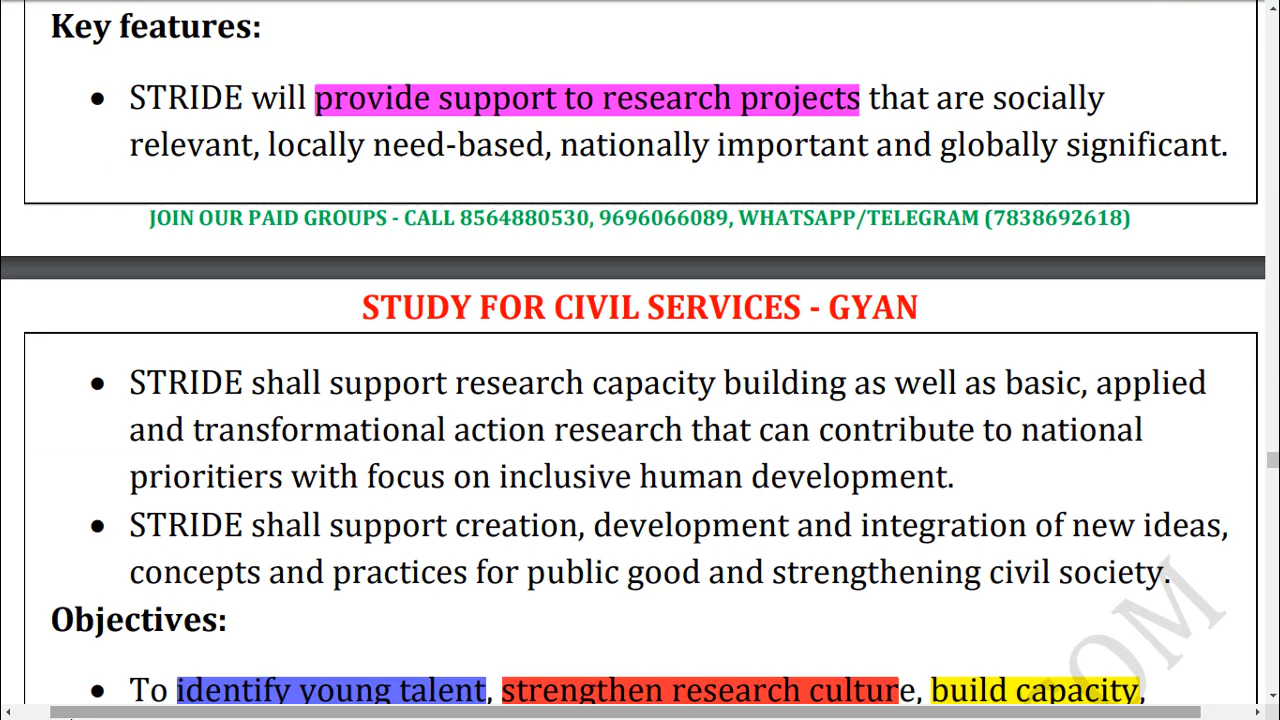 Key features:
• STRIDE will provide support to research projects that are socially
relevant, locally need-based, nationally important and globally significant.
JOIN OUR PAID GROUPS - CALL 8564880530, 9696066089, WHATSAPP/TELEGRAM (7838692618)
STUDY FOR CIVIL SERVICES - GYAN
• STRIDE shall support research capacity building as well as basic, applied
and transformational action research that can contribute to national
prioritiers with focus on inclusive human development.
• STRIDE shall support creation, development and integration of new ideas,
concepts and practices for public good and strengthening civil society.
Objectives:
• To identify young talent, strengthen research culture, build capacity,
OM